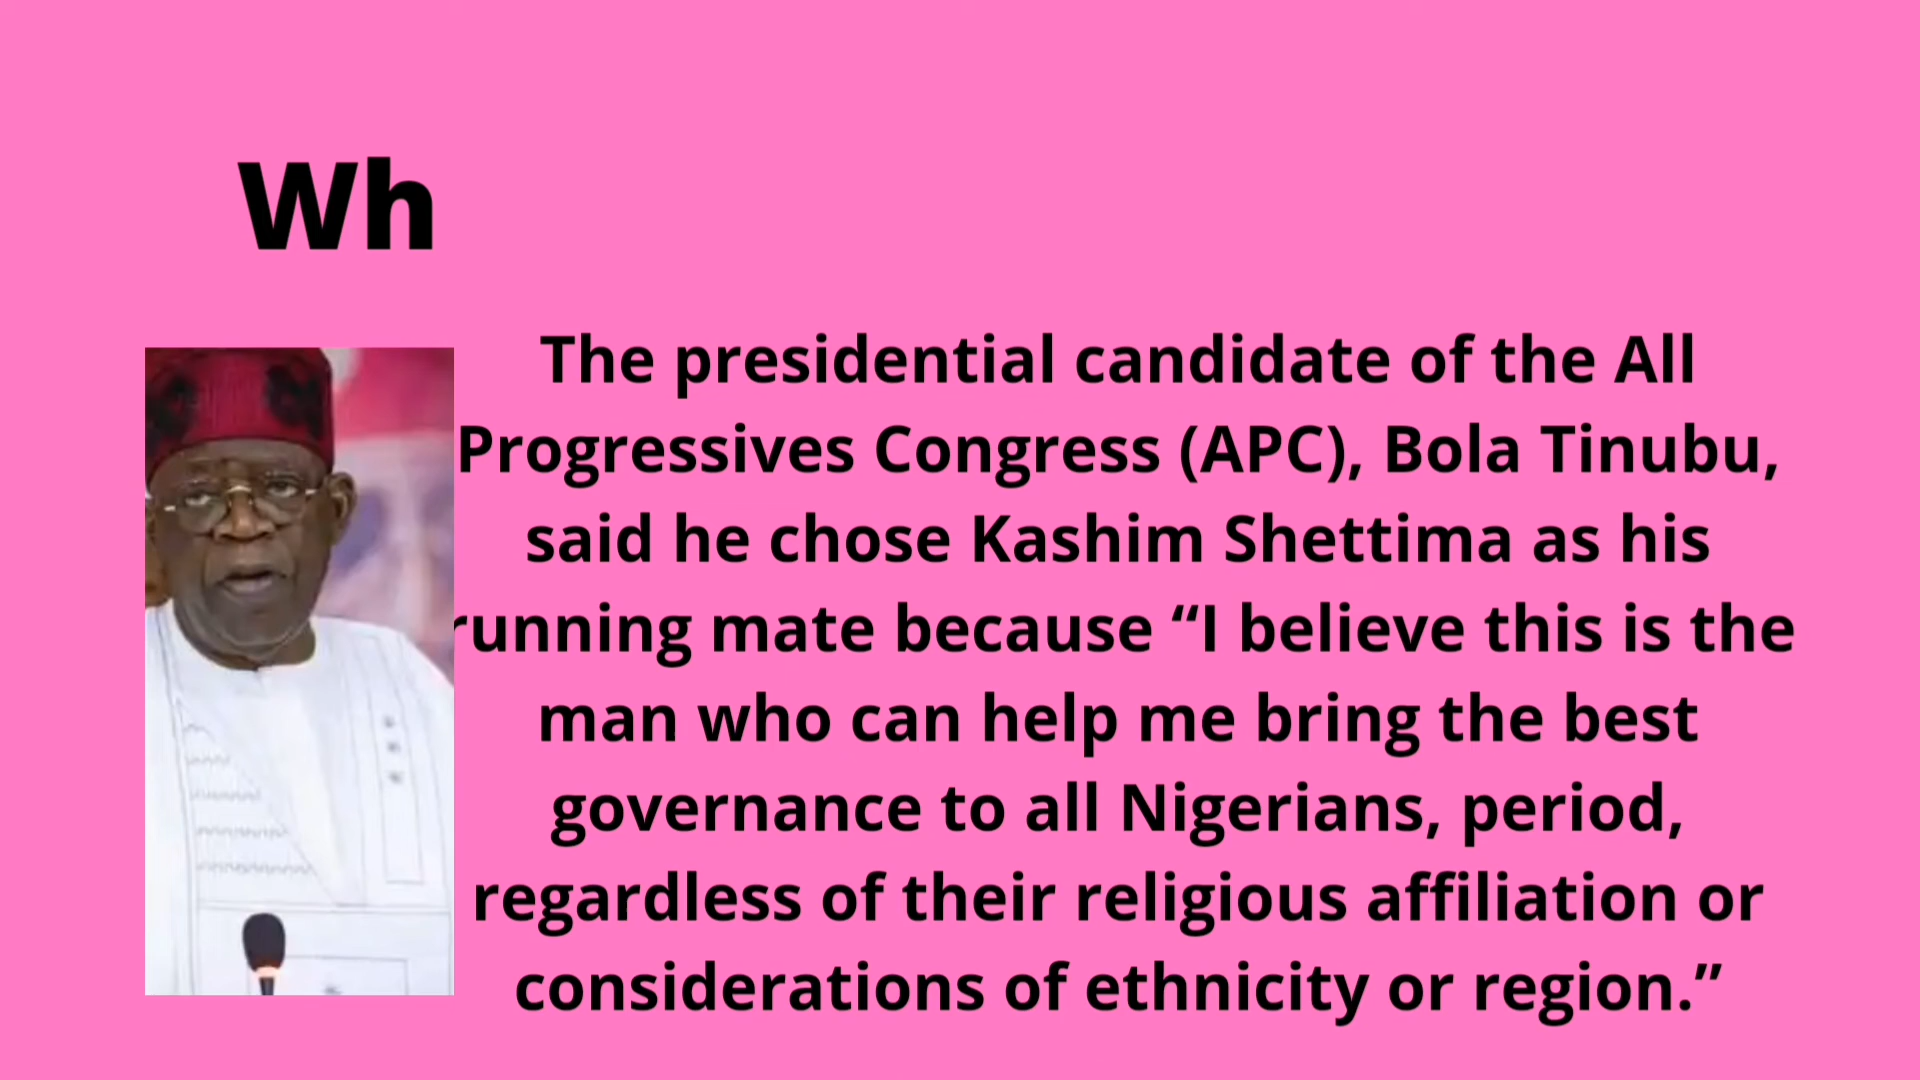 Wh
The presidential candidate of the All
Progressives Congress (APC), Bola Tinubu,
said he chose Kashim Shettima as his
running mate because “I believe this is the
man who can help me bring the best
governance to all Nigerians, period,
regardless of their religious affiliation or
considerations of ethnicity or region.”